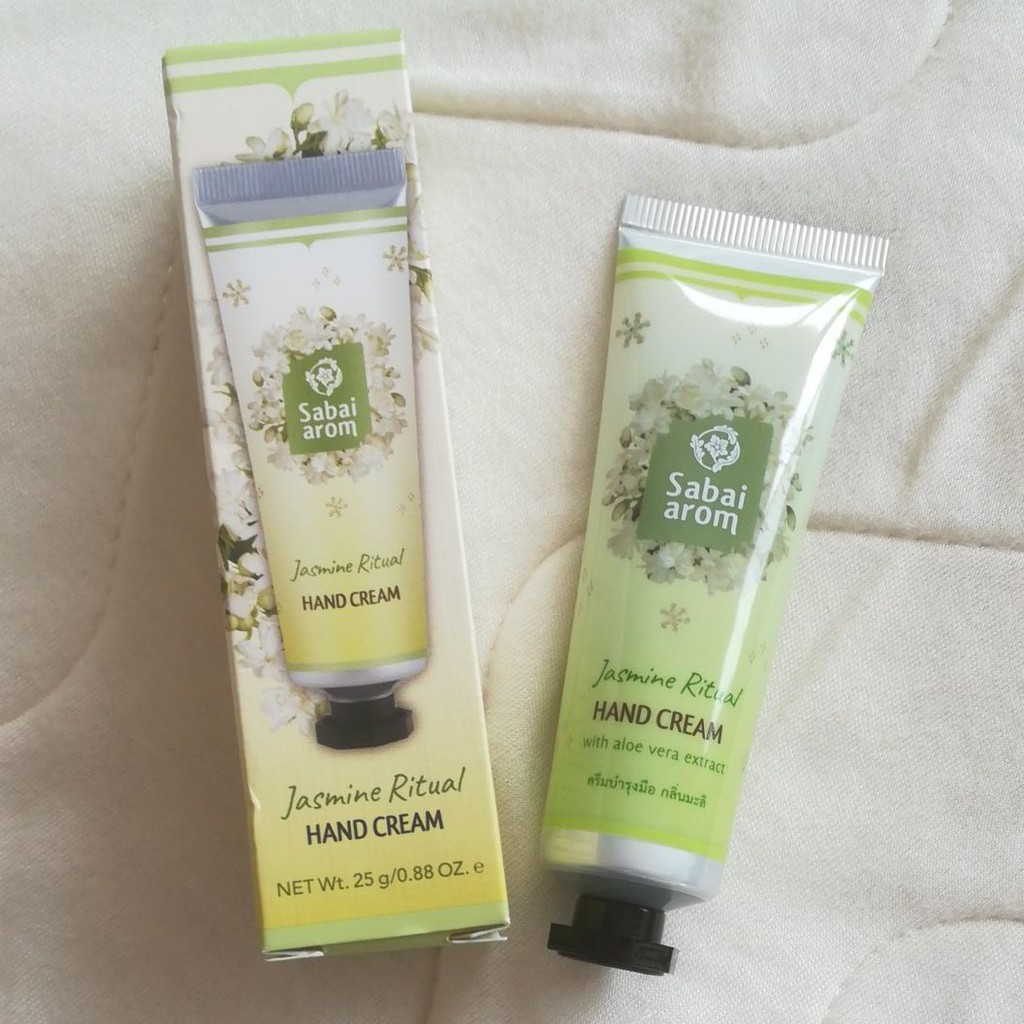 Sabai
arom
Jasmine Ritual
HAND CREAM
Jasmine Ritual
HAND CREAM
NET Wt. 25 g/0.88 OZ. e
Sabai
arom
Jasmine Ritual
HAND CREAM
with aloe vera extract
ครีมบำรุงมือ กลิ่นมะลิ